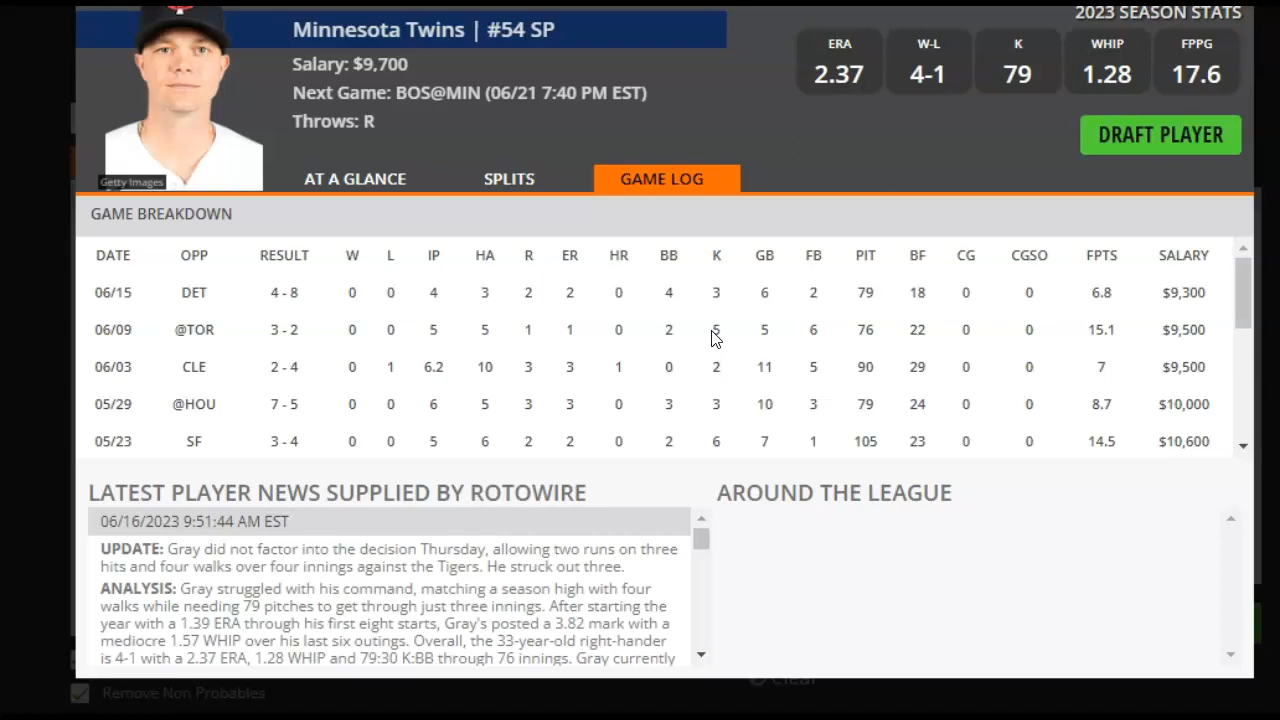 Minnesota Twins | #54 SP
Salary: $9,700
Next Game: BOS@MIN (06/21 7:40 PM EST)
Throws: R
Getty Images
2023 SEASON STATS
ERA W-L K WHIP FPPG
2.37 4-1 79 1.28 17.6
DRAFT PLAYER
AT A GLANCE SPLITS GAME LOG
GAME BREAKDOWN
DATE OPP RESULT W L IP HA R ER HR BB K GB FB PIT BF CG CGSO FPTS SALARY
06/15 DET 4 - 8 0 0 4 3 2 2 0 4 3 6 2 79 18 0 0 6.8 $9,300
06/09 @TOR 3 - 2 0 0 5 5 1 1 0 2 5 5 6 76 22 0 0 15.1 $9,500
06/03 CLE 2 - 4 0 1 6.2 10 3 3 1 0 2 11 5 90 29 0 0 7 $9,500
05/29 @HOU 7 - 5 0 0 6 5 3 3 0 3 3 10 3 79 24 0 0 8.7 $10,000
05/23 SF 3 - 4 0 0 5 6 2 2 0 2 6 7 1 105 23 0 0 14.5 $10,600
LATEST PLAYER NEWS SUPPLIED BY ROTOWIRE
06/16/2023 9:51:44 AM EST
UPDATE: Gray did not factor into the decision Thursday, allowing two runs on three
hits and four walks over four innings against the Tigers. He struck out three.
ANALYSIS: Gray struggled with his command, matching a season high with four
walks while needing 79 pitches to get through just three innings. After starting the
year with a 1.39 ERA through his first eight starts, Gray's posted a 3.82 mark with a
mediocre 1.57 WHIP over his last six outings. Overall, the 33-year-old right-hander
is 4-1 with a 2.37 ERA, 1.28 WHIP and 79:30 K:BB through 76 innings. Gray currently
AROUND THE LEAGUE
Remove Non Probables
Clear